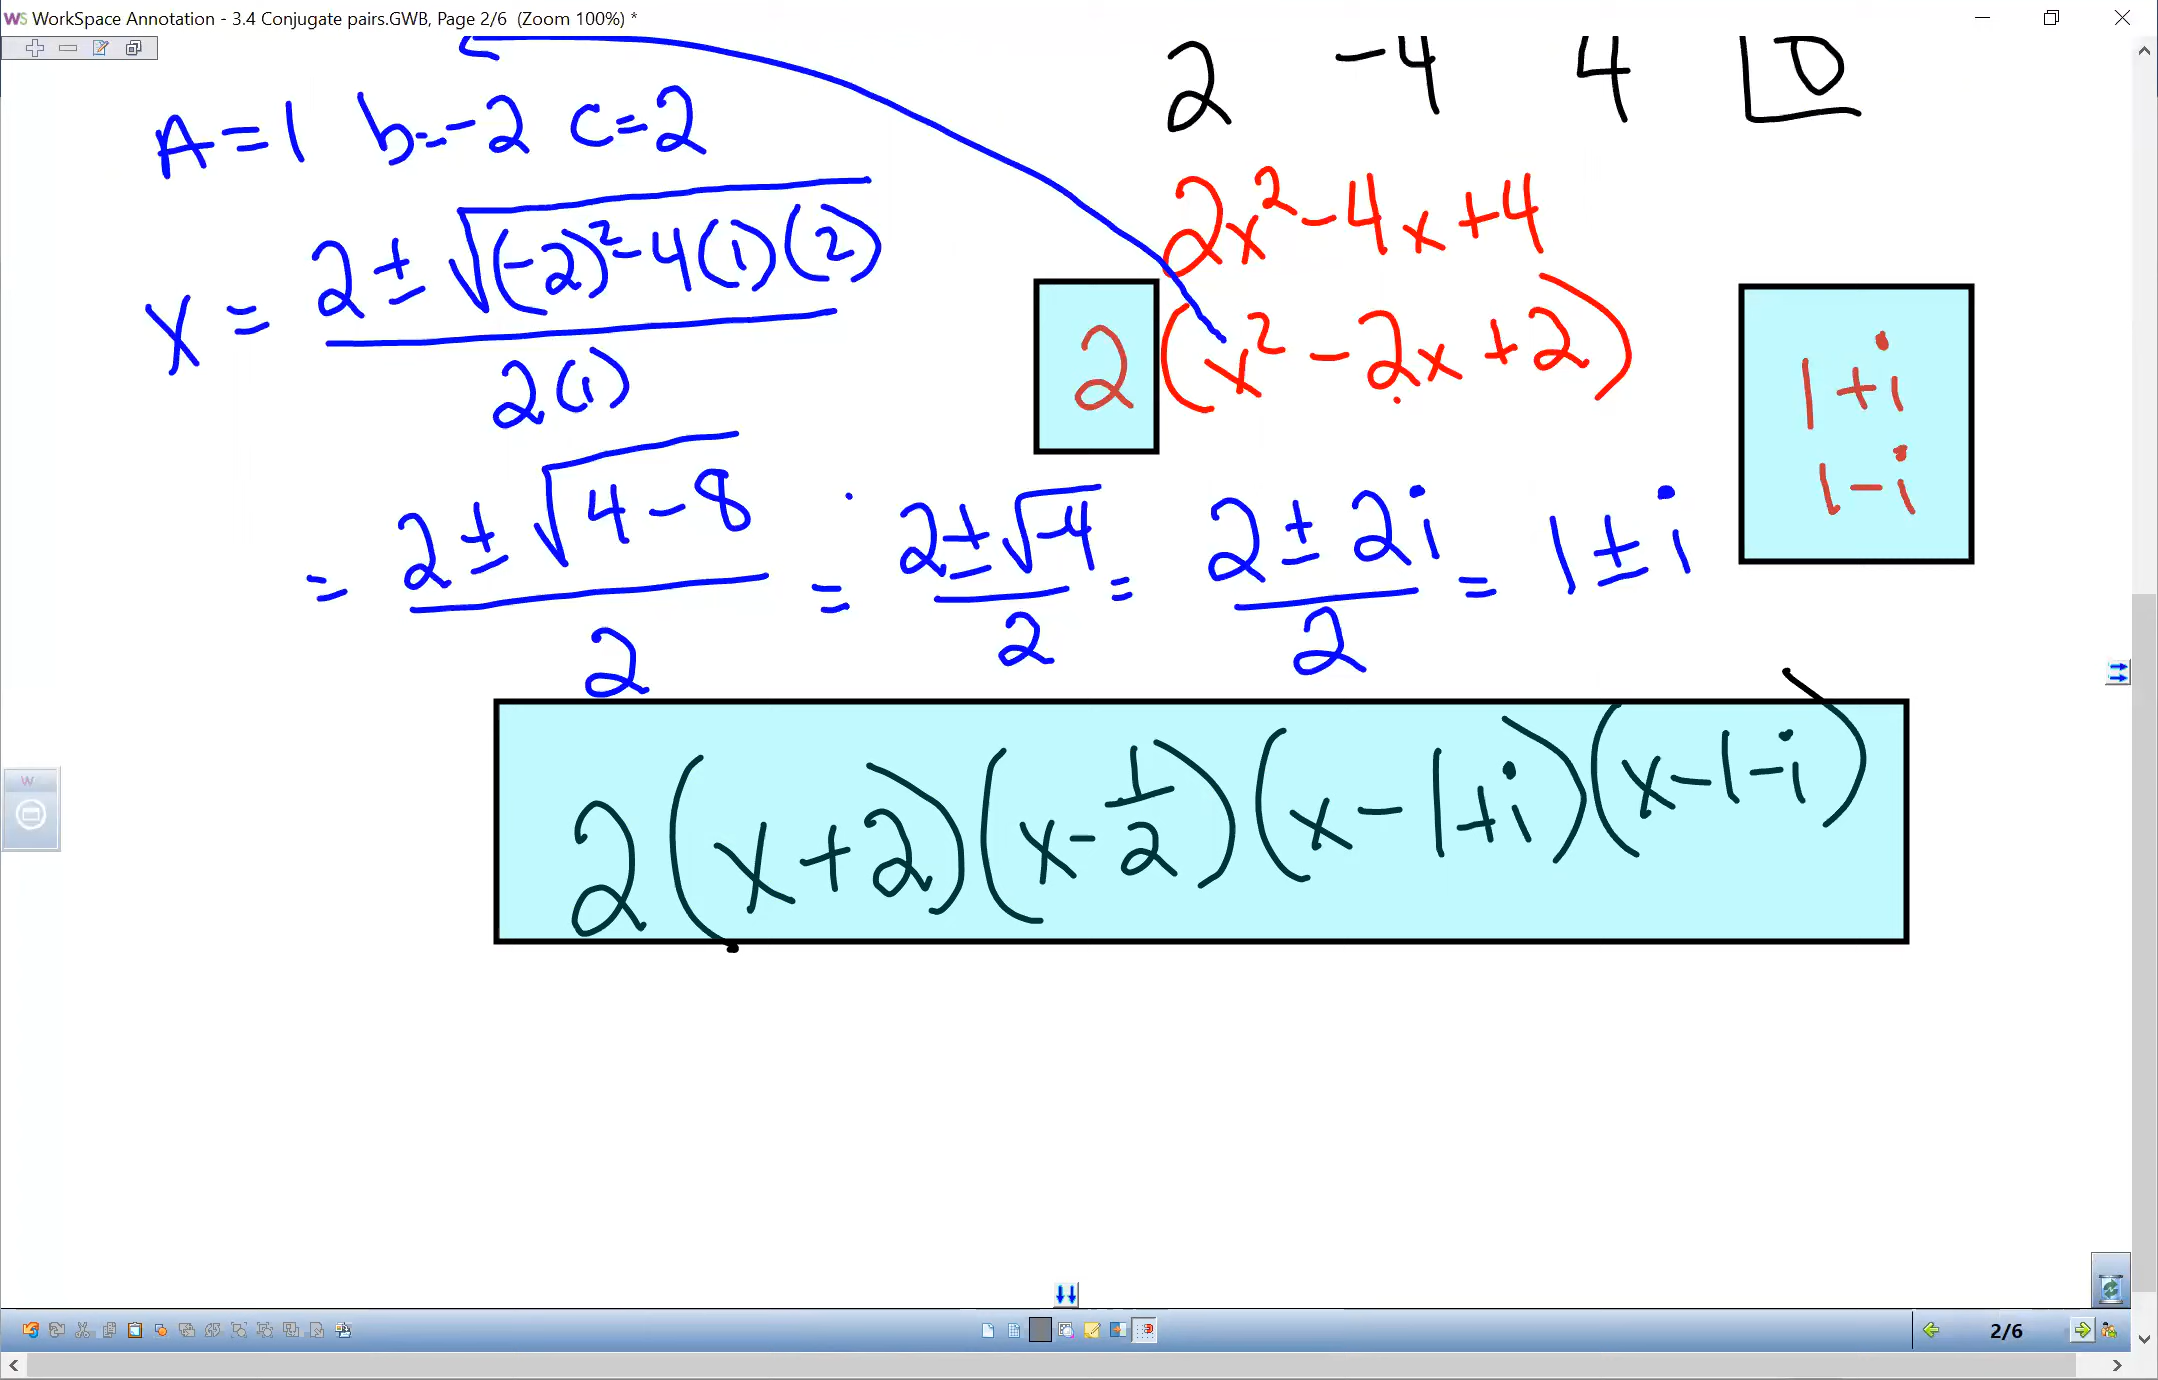 WS WorkSpace Annotation - 3.4 Conjugate pairs.GWB, Page 2/6 (Zoom 100%) *
2 -4 4 |0
A=1 b=-2 c=2
2x²-4x+4
x = (2 ± √((-2)²-4(1)(2))) / 2(1)
2(x²-2x+2)
1+i
1-i
= (2 ± √(4-8)) / 2 = (2 ± √-4) / 2 = (2 ± 2i) / 2 = 1 ± i
2(x+2)(x-1/2)(x-1+i)(x-1-i)
W
2/6